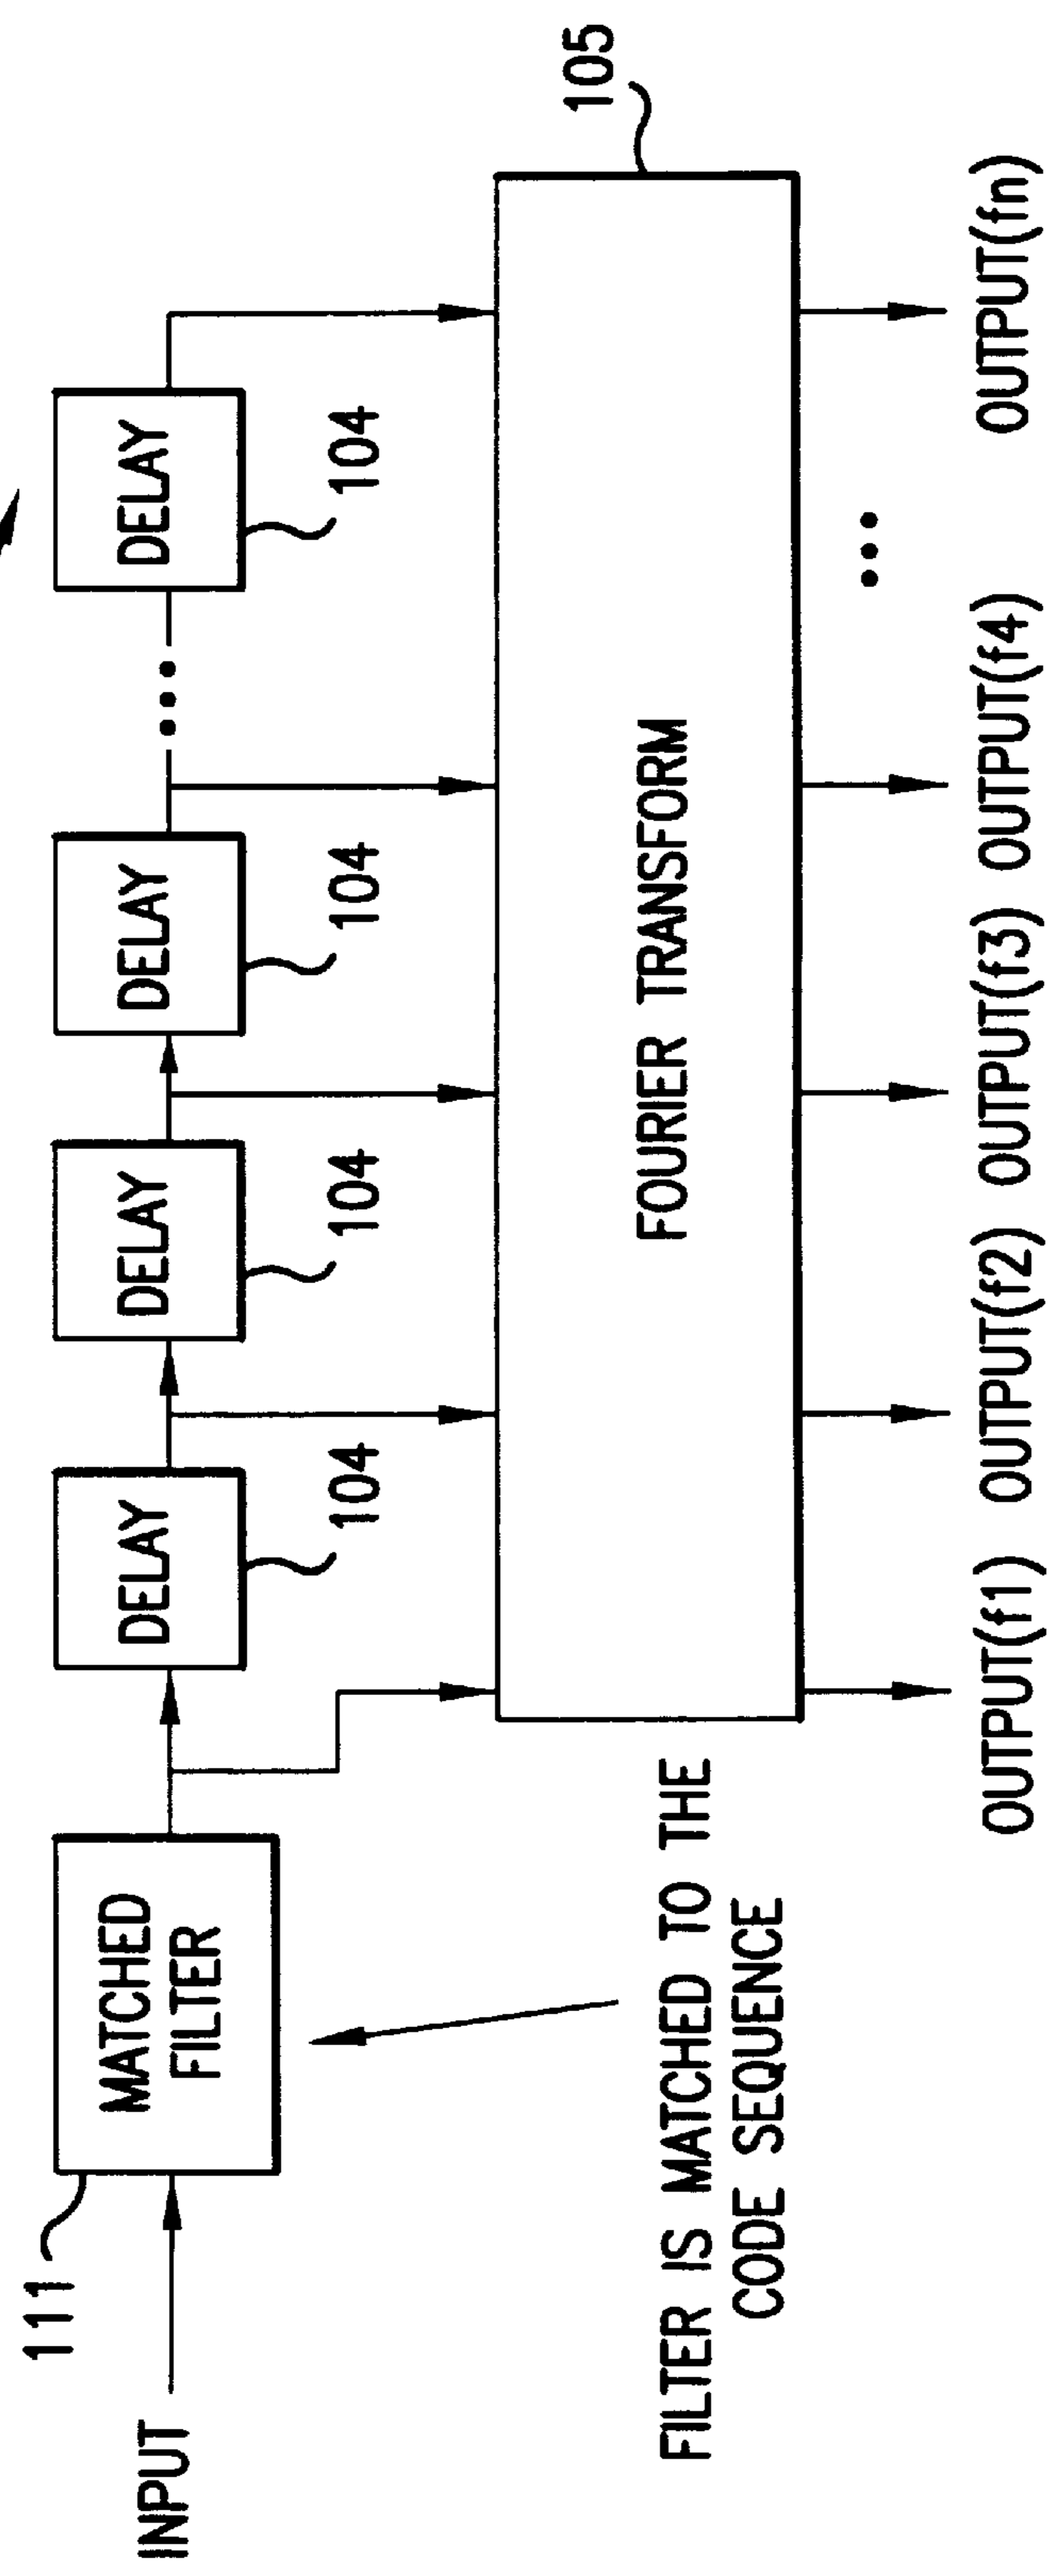 INPUT
111
MATCHED
FILTER
DELAY
104
DELAY
104
DELAY
104
DELAY
104
FILTER IS MATCHED TO THE
CODE SEQUENCE
FOURIER TRANSFORM
105
OUTPUT(f1) OUTPUT(f2) OUTPUT(f3) OUTPUT(f4) OUTPUT(fn)